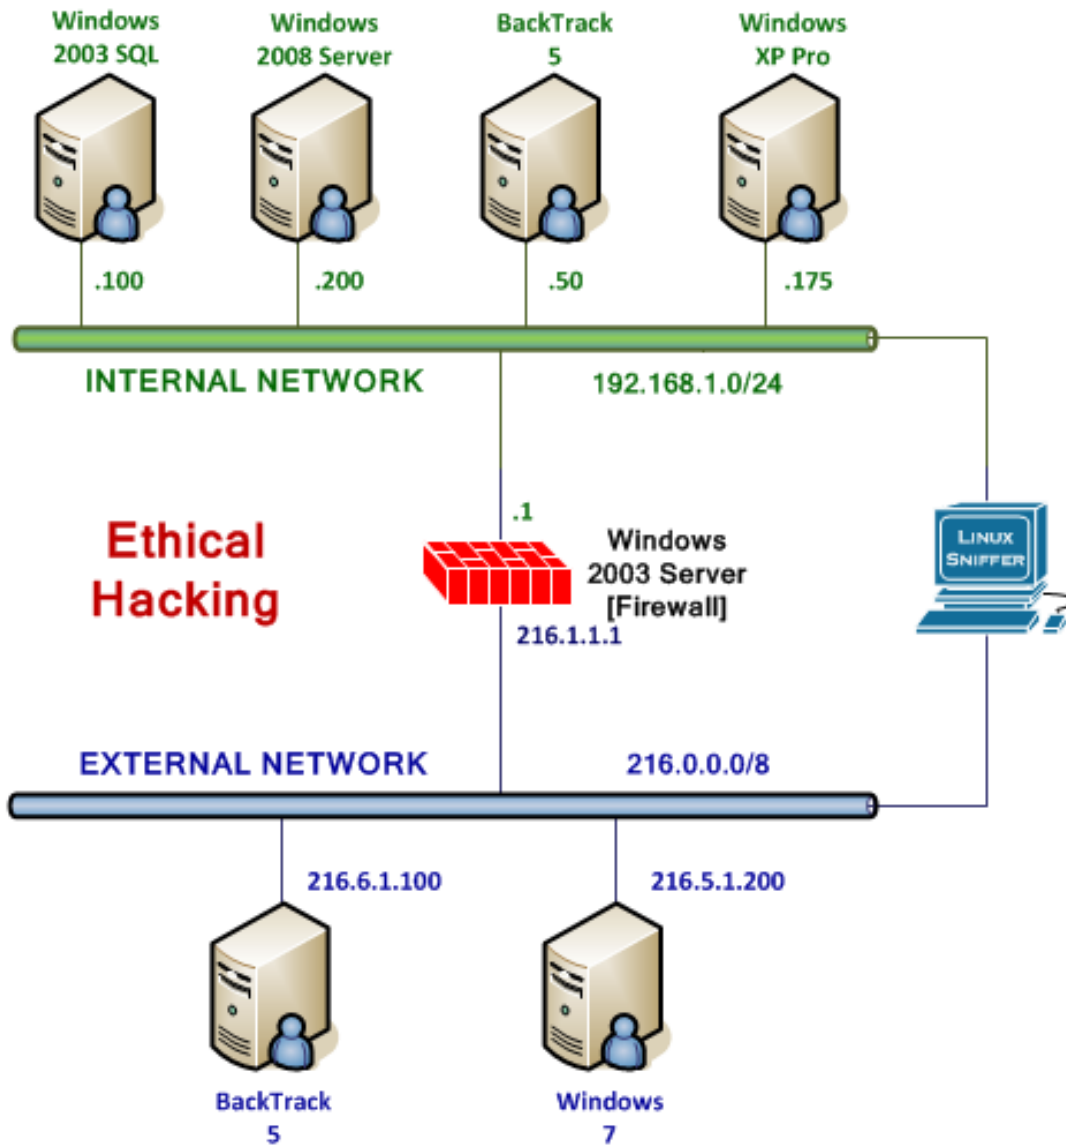 Windows
2003 SQL
Windows
2008 Server
BackTrack
5
Windows
XP Pro
.100
.200
.50
.175
INTERNAL NETWORK
192.168.1.0/24
Ethical
Hacking
.1
Windows
2003 Server
[Firewall]
216.1.1.1
LINUX
SNIFFER
EXTERNAL NETWORK
216.0.0.0/8
216.6.1.100
216.5.1.200
BackTrack
5
Windows
7